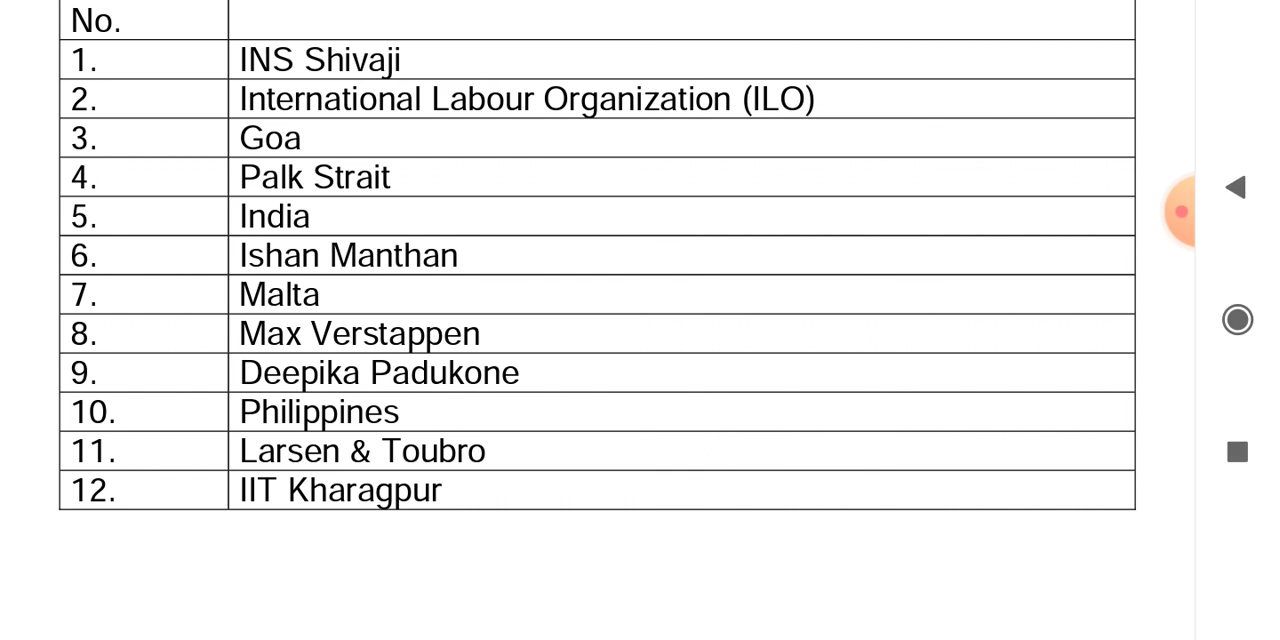 No.
1. INS Shivaji
2. International Labour Organization (ILO)
3. Goa
4. Palk Strait
5. India
6. Ishan Manthan
7. Malta
8. Max Verstappen
9. Deepika Padukone
10. Philippines
11. Larsen & Toubro
12. IIT Kharagpur